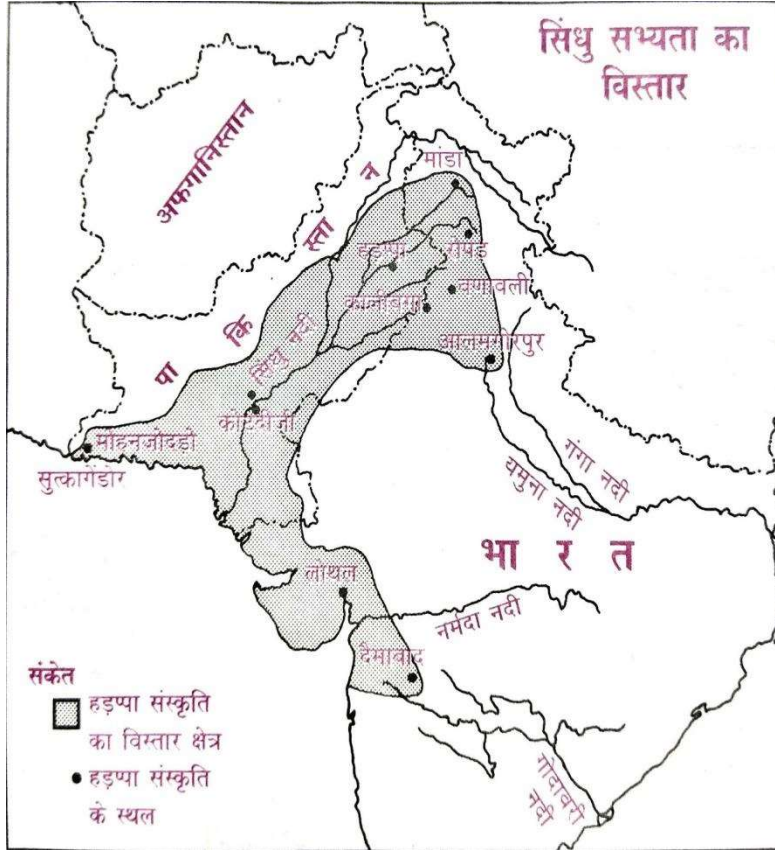 सिंधु सभ्यता का
विस्तार
अफगानिस्तान
पा कि स्ता न
मांडा
हड़प्पा
रोपड़
कालीबंगा
वणावली
आलमगीरपुर
सिंधु नदी
कोटदीजी
मोहनजोदड़ो
सुत्कागेंडोर
गंगा नदी
यमुना नदी
भा र त
लोथल
नर्मदा नदी
दैमाबाद
संकेत
हड़प्पा संस्कृति
का विस्तार क्षेत्र
हड़प्पा संस्कृति
के स्थल
गोदावरी
नदी